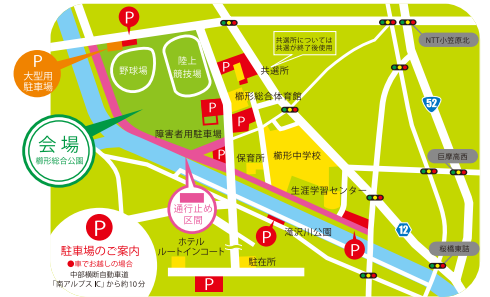 P
P
大型用
駐車場
野球場
陸上
競技場
共選所については
共選が終了後使用
NTT小笠原北
P
共選所
櫛形総合体育館
52
会場
櫛形総合公園
P
P
障害者用駐車場
P
保育所
櫛形中学校
巨摩高西
生涯学習センター
通行止め
区間
12
P
駐車場のご案内
●車でお越しの場合
中部横断自動車道
「南アルプスIC」から約10分
P
滝沢川公園
P
桜橋東詰
ホテル
ルートインコート
駐在所
P